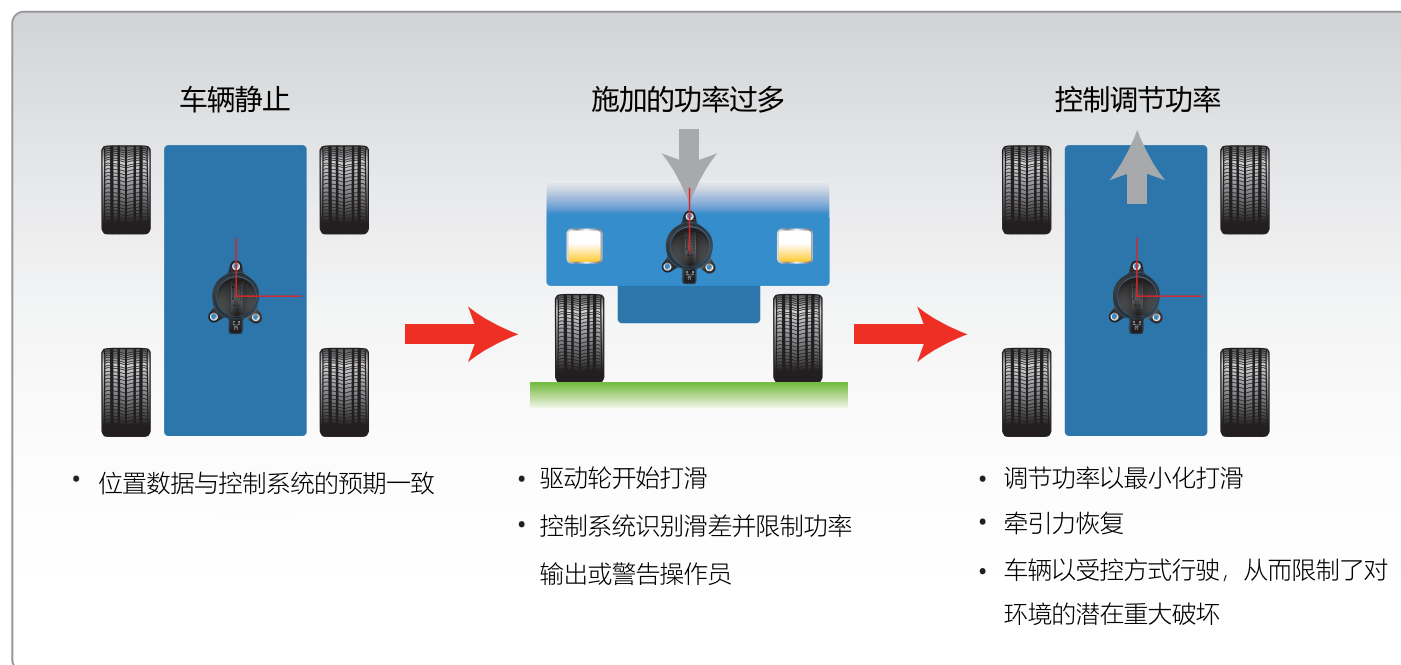 车辆静止
施加的功率过多
控制调节功率
• 位置数据与控制系统的预期一致
• 驱动轮开始打滑
• 控制系统识别滑差并限制功率
输出或警告操作员
• 调节功率以最小化打滑
• 牵引力恢复
• 车辆以受控方式行驶，从而限制了对
环境的潜在重大破坏